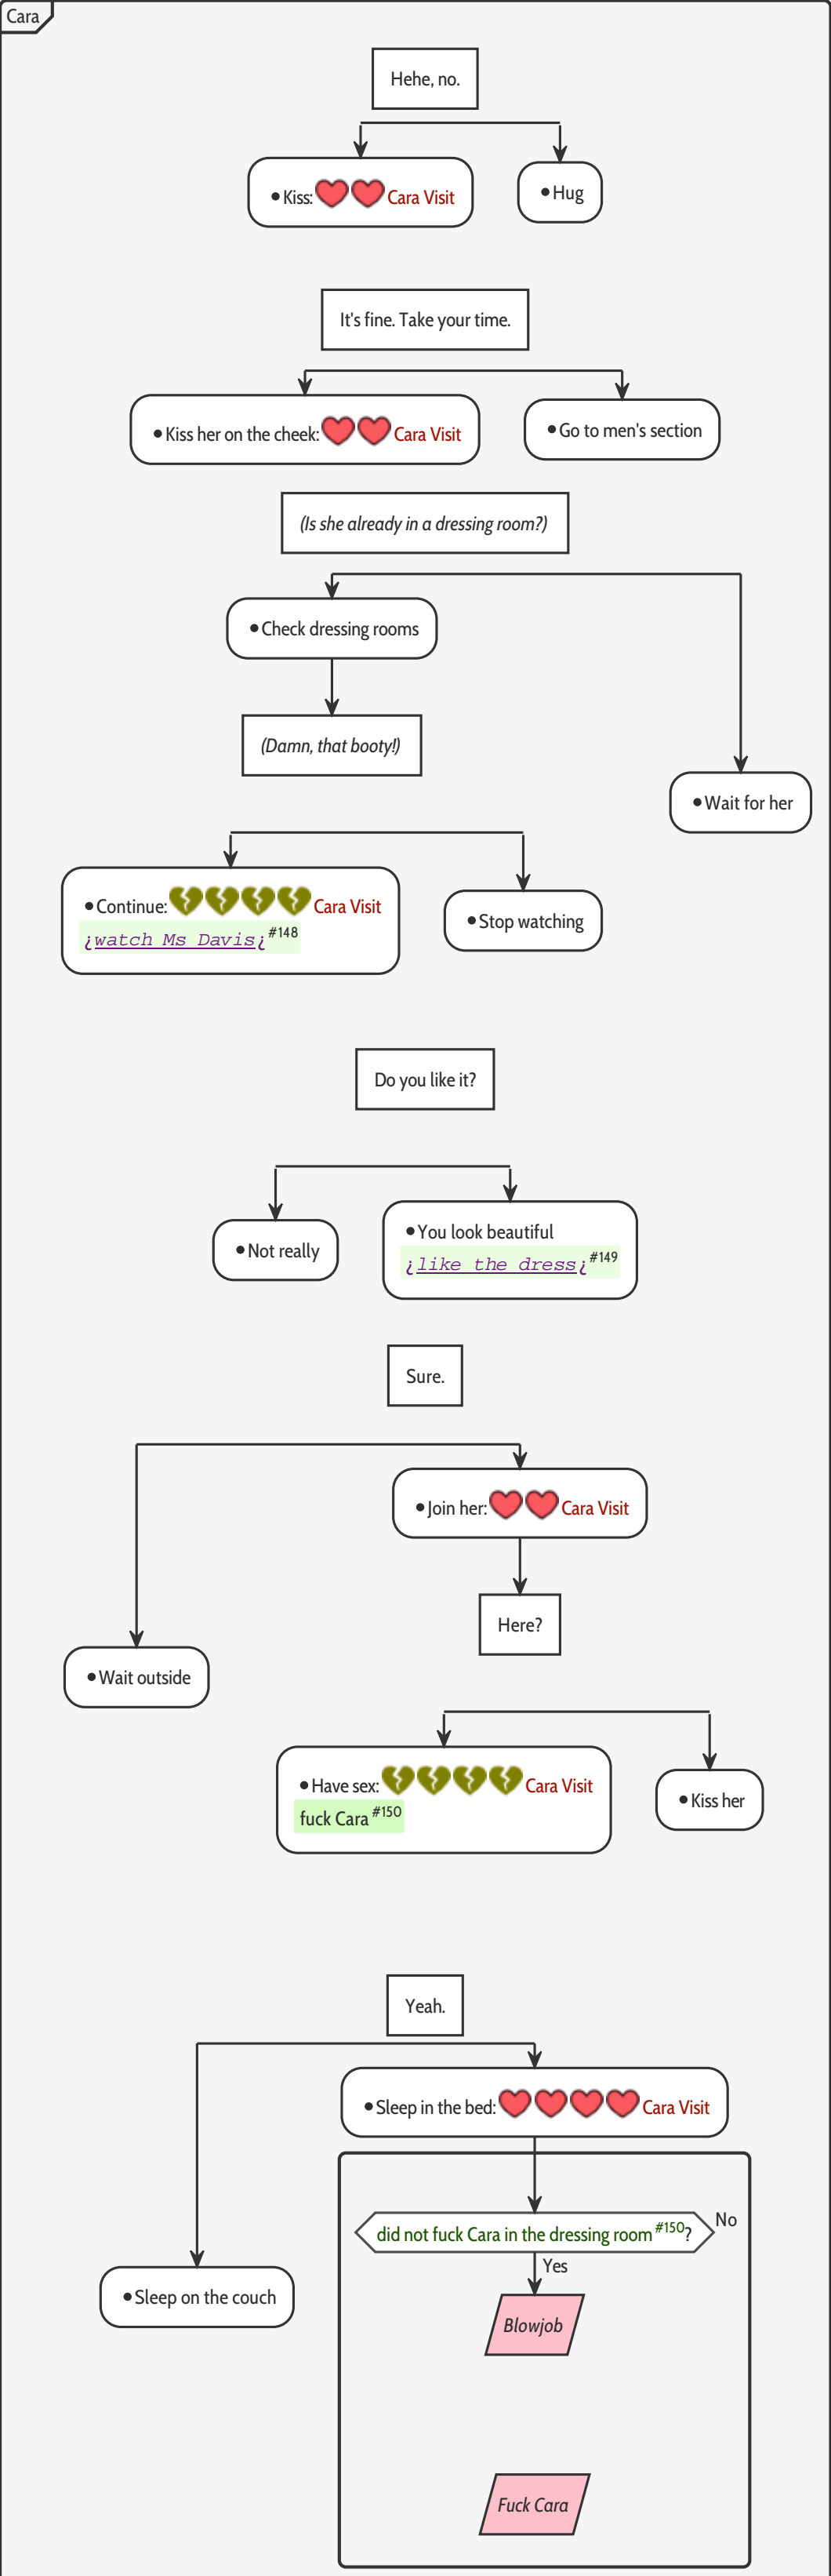 Cara
Hehe, no.
•Kiss: Cara Visit
•Hug
It's fine. Take your time.
•Kiss her on the cheek: Cara Visit
•Go to men's section
(Is she already in a dressing room?)
•Check dressing rooms
(Damn, that booty!)
•Wait for her
•Continue: Cara Visit
¿watch Ms Davis¿#148
•Stop watching
Do you like it?
•Not really
•You look beautiful
¿like the dress¿#149
Sure.
•Join her: Cara Visit
Here?
•Wait outside
•Have sex: Cara Visit
fuck Cara #150
•Kiss her
Yeah.
•Sleep in the bed: Cara Visit
did not fuck Cara in the dressing room #150?
No
Yes
•Sleep on the couch
Blowjob
Fuck Cara